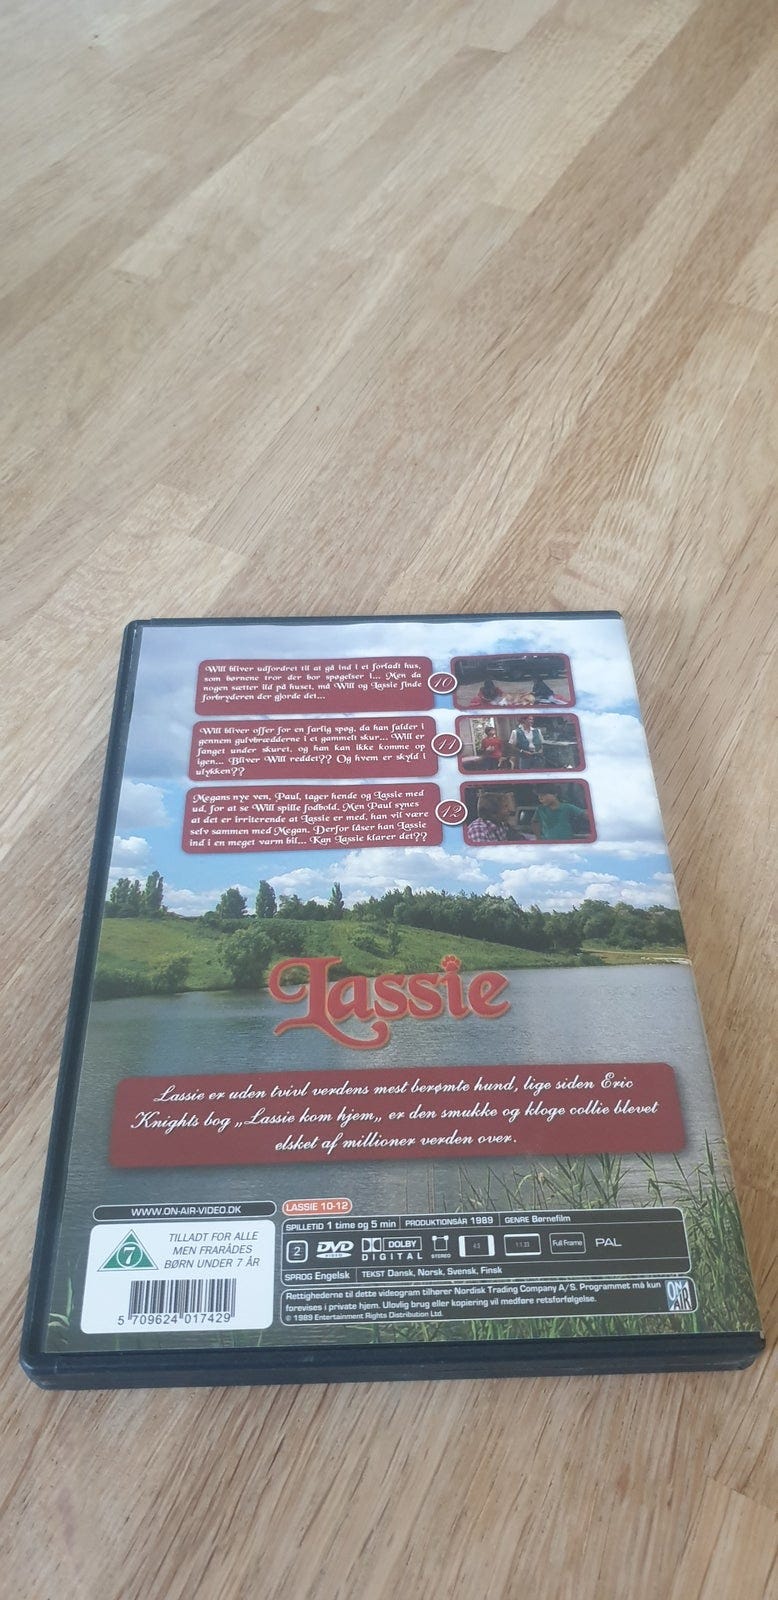 Will bliver udfordret til at gå ind i et forladt hus,
som børnene tror der bor spøgelser i... Men da
nogen sætter ild på huset, må Will og Lassie finde
forbryderen der gjorde det...
10
Will bliver offer for en farlig spøg, da han falder i
gennem gulvbrædderne i et gammelt skur... Will er
fanget under skuret, og han kan ikke komme op
igen... Bliver Will reddet?? Og hvem er skyld i
ulykken??
11
Megans nye ven, Paul, tager hende og Lassie med
ud, for at se Will spille fodbold. Men Paul synes
at det er irriterende at Lassie er med, han vil være
selv sammen med Megan. Derfor låser han Lassie
ind i en meget varm bil... Kan Lassie klarer det??
12
Lassie
Lassie er uden tvivl verdens mest berømte hund, lige siden Eric
Knights bog „Lassie kom hjem„ er den smukke og kloge collie blevet
elsket af millioner verden over.
WWW.ON-AIR-VIDEO.DK
LASSIE 10-12
7
TILLADT FOR ALLE
MEN FRARÅDES
BØRN UNDER 7 ÅR
5 709624 017429
SPILLETID 1 time og 5 min PRODUKTIONSÅR 1989 GENRE Børnefilm
2 DVD VIDEO DOLBY DIGITAL STEREO 4:3 1:1.33 Full Frame PAL
SPROG Engelsk TEKST Dansk, Norsk, Svensk, Finsk
Rettighederne til dette videogram tilhører Nordisk Trading Company A/S. Programmet må kun
forevises i private hjem. Ulovlig brug eller kopiering vil medføre retsforfølgelse.
© 1989 Entertainment Rights Distribution Ltd.
ON AIR